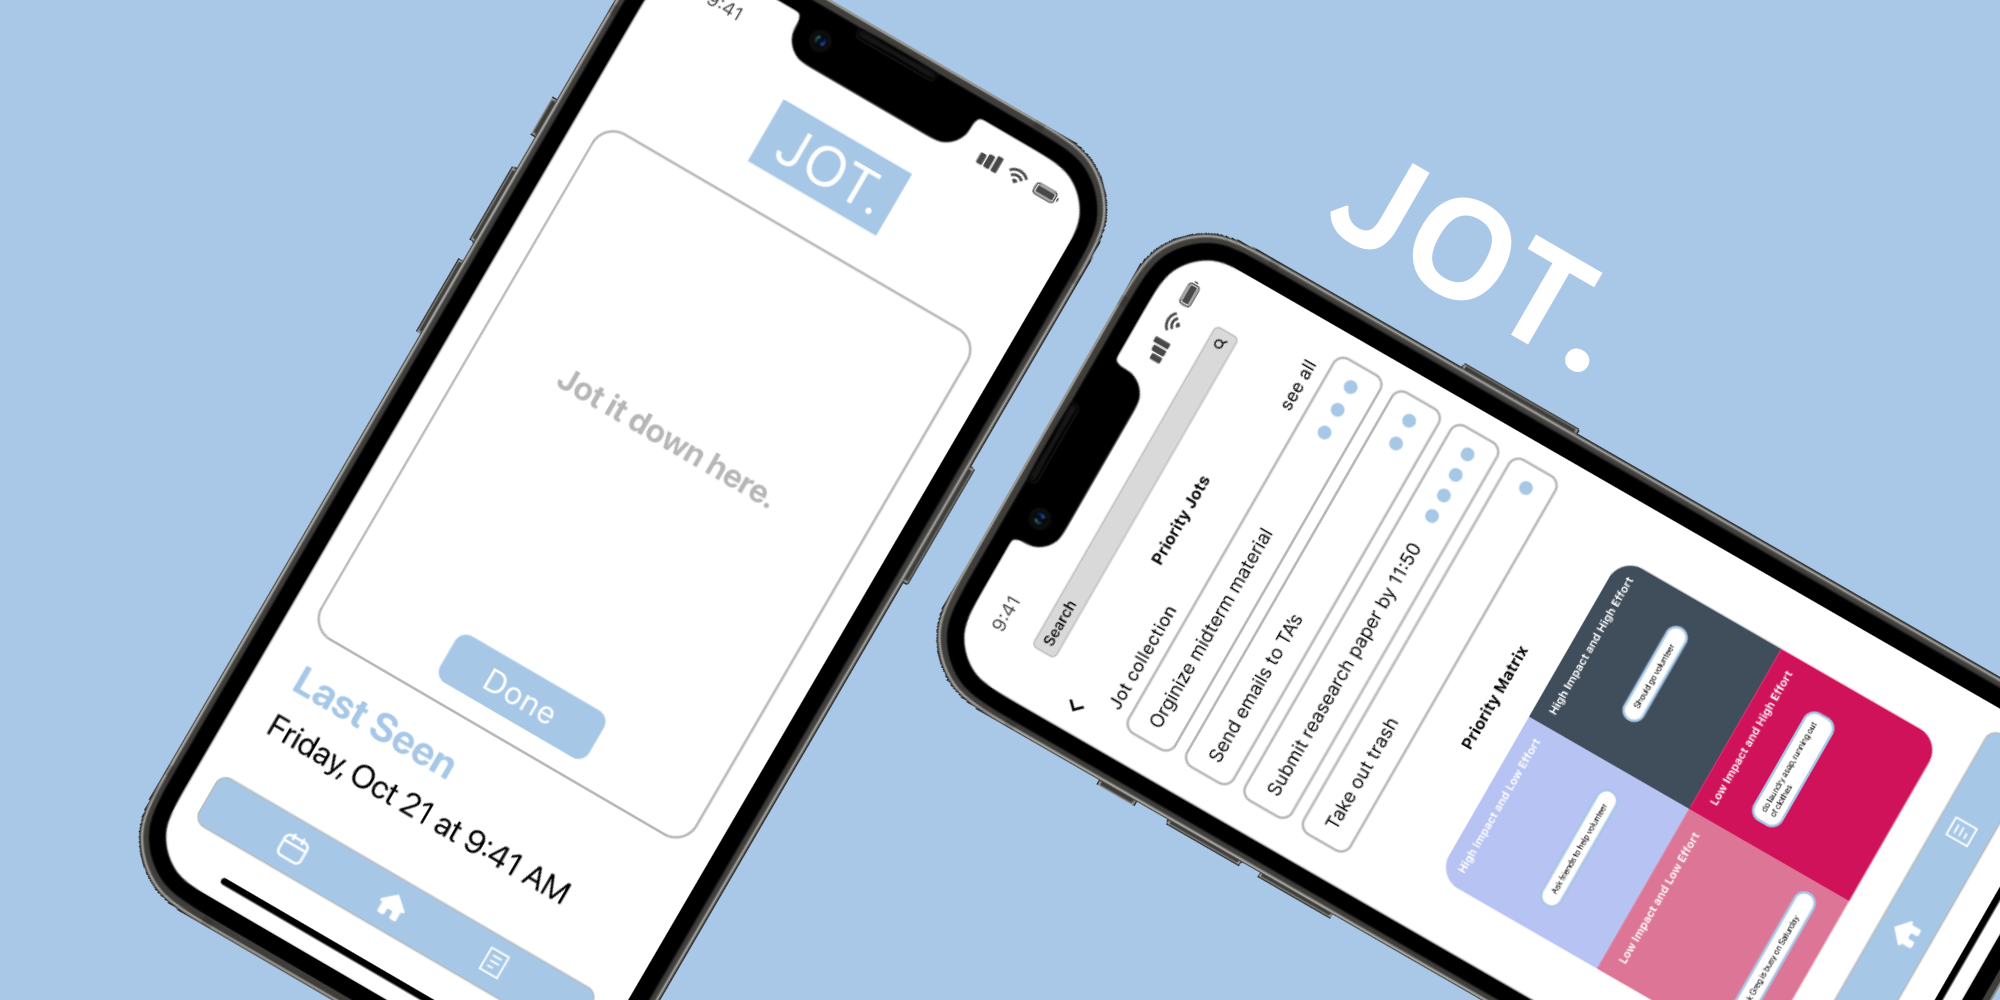 9:41
JOT.
Jot it down here.
Done
Last Seen
Friday, Oct 21 at 9:41 AM
JOT.
9:41
Search
Priority Jots
Jot collection
see all
Orginize midterm material
Send emails to TA's
Submit reasearch paper by 11:50
Take out trash
Priority Matrix
High Impact and Low Effort
High Impact and High Effort
Ask friends to help volunteer
Should go volunteer
Low Impact and Low Effort
Low Impact and High Effort
Greg is busy on Saturday
do laundry asap, running out
of clothes